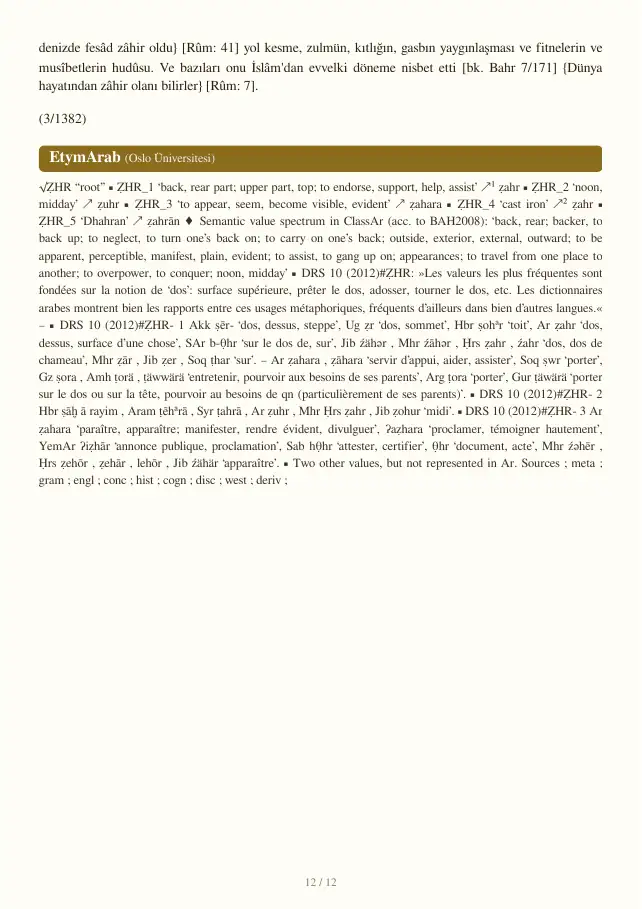 denizde fesâd zâhir oldu} [Rûm: 41] yol kesme, zulmün, kıtlığın, gasbın yaygınlaşması ve fitnelerin ve
musîbetlerin hudûsu. Ve bazıları onu İslâm'dan evvelki döneme nisbet etti [bk. Bahr 7/171] {Dünya
hayatından zâhir olanı bilirler} [Rûm: 7].
(3/1382)
EtymArab (Oslo Üniversitesi)
√ẒHR “root” ▪ ẒHR_1 ‘back, rear part; upper part, top; to endorse, support, help, assist’ ↗¹ ẓahr ▪ ẒHR_2 ‘noon,
midday’ ↗ ẓuhr ▪ ẒHR_3 ‘to appear, seem, become visible, evident’ ↗ ẓahara ▪ ẒHR_4 ‘cast iron’ ↗² ẓahr ▪
ẒHR_5 ‘Dhahran’ ↗ ẓahrān ♦ Semantic value spectrum in ClassAr (acc. to BAH2008): ‘back, rear; backer, to
back up; to neglect, to turn one’s back on; to carry on one’s back; outside, exterior, external, outward; to be
apparent, perceptible, manifest, plain, evident; to assist, to gang up on; appearances; to travel from one place to
another; to overpower, to conquer; noon, midday’ ▪ DRS 10 (2012)#ẒHR: »Les valeurs les plus fréquentes sont
fondées sur la notion de ‘dos’: surface supérieure, prêter le dos, adosser, tourner le dos, etc. Les dictionnaires
arabes montrent bien les rapports entre ces usages métaphoriques, fréquents d’ailleurs dans bien d’autres langues.«
– ▪ DRS 10 (2012)#ẒHR- 1 Akk ṣēr- ‘dos, dessus, steppe’, Ug ẓr ‘dos, sommet’, Hbr ṣohᵃr ‘toit’, Ar ẓahr ‘dos,
dessus, surface d’une chose’, SAr b-θ̣hr ‘sur le dos de, sur’, Jib ẓ́ähər , Mhr ẓ́āhər , Ḥrs ẓahr , ẓ́ahr ‘dos, dos de
chameau’, Mhr ẓār , Jib ẓer , Soq ṭhar ‘sur’. – Ar ẓahara , ẓāhara ‘servir d’appui, aider, assister’, Soq ṣwr ‘porter’,
Gz ṣora , Amh ṭorä , ṭäwwärä ‘entretenir, pourvoir aux besoins de ses parents’, Arg ṭora ‘porter’, Gur ṭäwärä ‘porter
sur le dos ou sur la tête, pourvoir au besoins de qn (particulièrement de ses parents)’. ▪ DRS 10 (2012)#ẒHR- 2
Hbr ṣāḫ ā rayim , Aram ṭēhᵃrā , Syr ṭahrā , Ar ẓuhr , Mhr Ḥrs ẓahr , Jib ẓohur ‘midi’. ▪ DRS 10 (2012)#ẒHR- 3 Ar
ẓahara ‘paraître, apparaître; manifester, rendre évident, divulguer’, ʔaẓhara ‘proclamer, témoigner hautement’,
YemAr ʔiẓhār ‘annonce publique, proclamation’, Sab hθ̣hr ‘attester, certifier’, θ̣hr ‘document, acte’, Mhr ẓ́əhēr ,
Ḥrs ẓehōr , ẓehār , lehōr , Jib ẓ́ähär ‘apparaître’. ▪ Two other values, but not represented in Ar. Sources ; meta ;
gram ; engl ; conc ; hist ; cogn ; disc ; west ; deriv ;
12 / 12